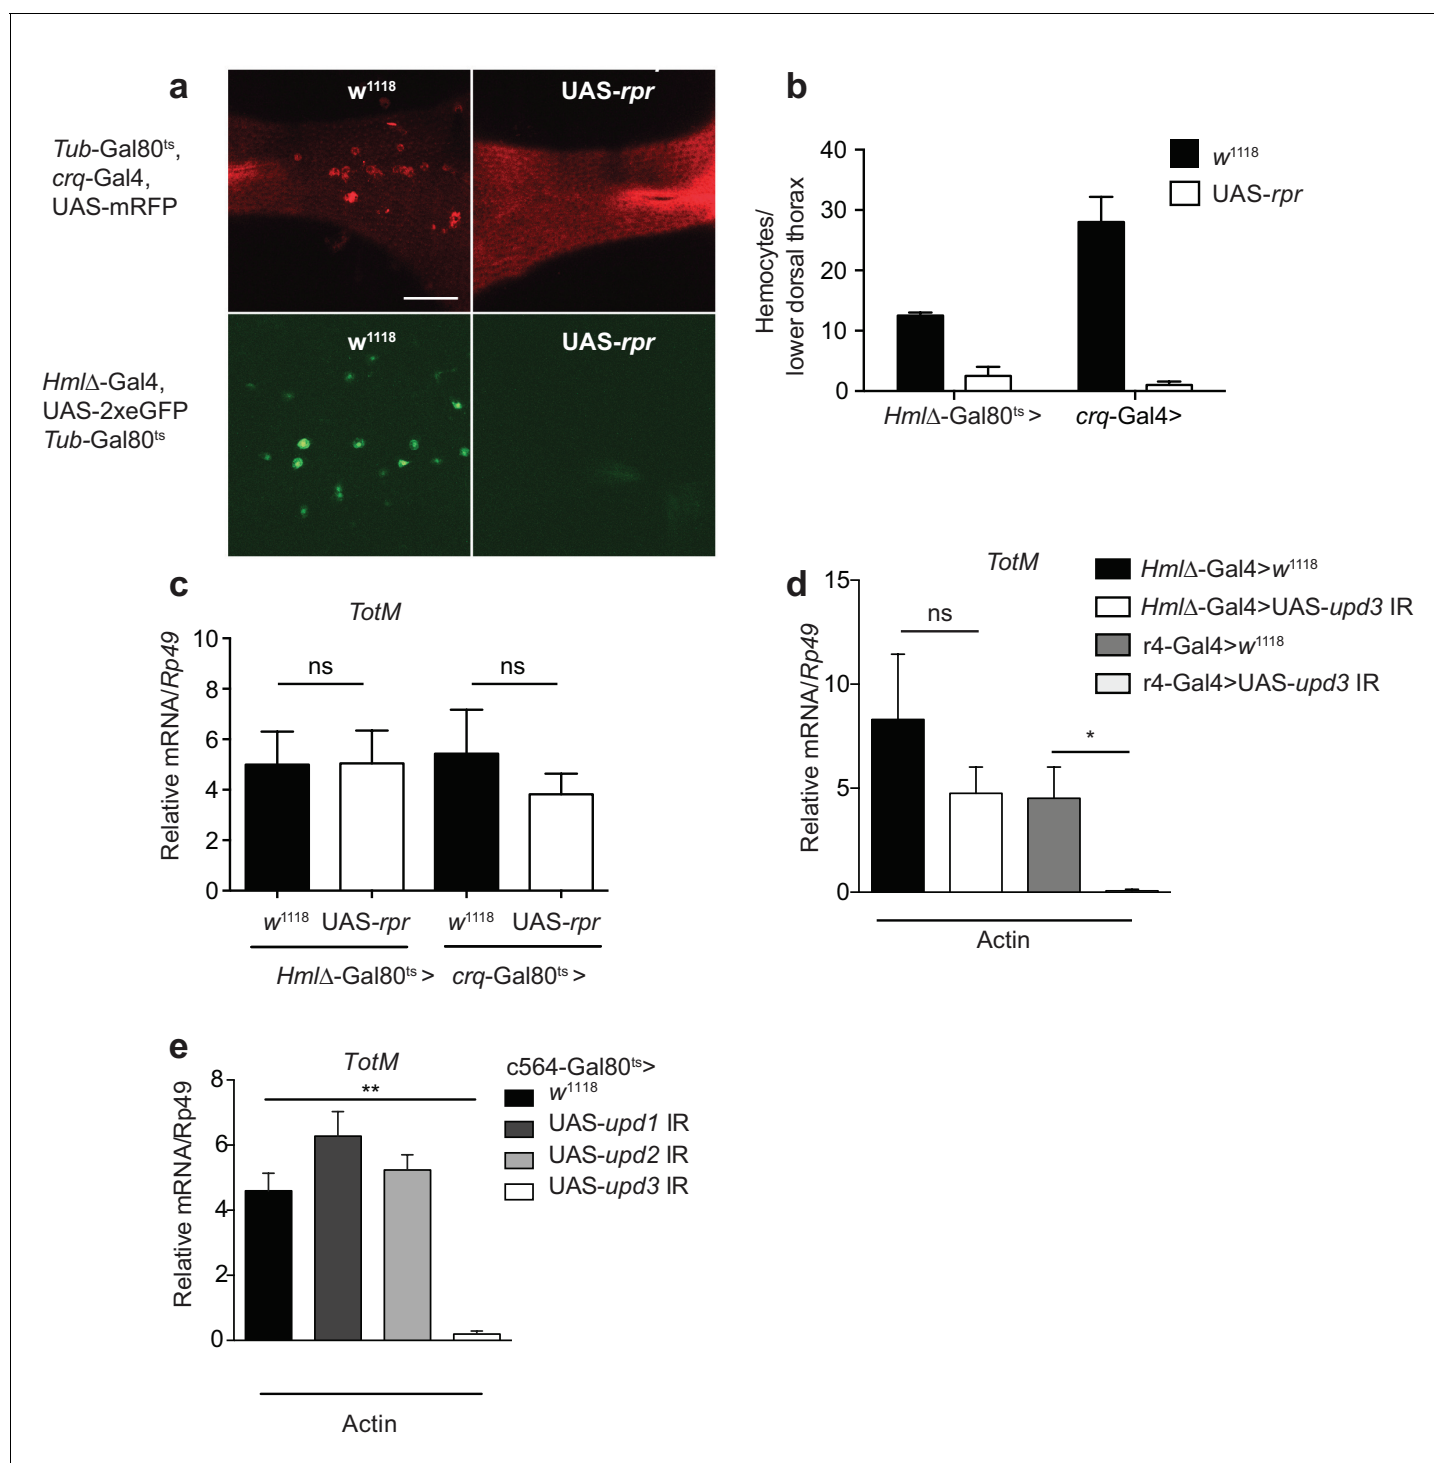 a
w1118
UAS-rpr
Tub-Gal80ts,
crq-Gal4,
UAS-mRFP
w1118
UAS-rpr
HmlΔ-Gal4,
UAS-2xeGFP
Tub-Gal80ts
b
w1118
UAS-rpr
Hemocytes/
lower dorsal thorax
40
30
20
10
0
HmlΔ-Gal80ts >
crq-Gal4>
c
TotM
Relative mRNA/Rp49
10
8
6
4
2
0
ns
ns
w1118 UAS-rpr
w1118 UAS-rpr
HmlΔ-Gal80ts >
crq-Gal80ts >
d
TotM
HmlΔ-Gal4>w1118
HmlΔ-Gal4>UAS-upd3 IR
r4-Gal4>w1118
r4-Gal4>UAS-upd3 IR
Relative mRNA/Rp49
15
10
5
0
ns
*
Actin
e
TotM
c564-Gal80ts>
w1118
UAS-upd1 IR
UAS-upd2 IR
UAS-upd3 IR
Relative mRNA/Rp49
8
6
4
2
0
**
Actin